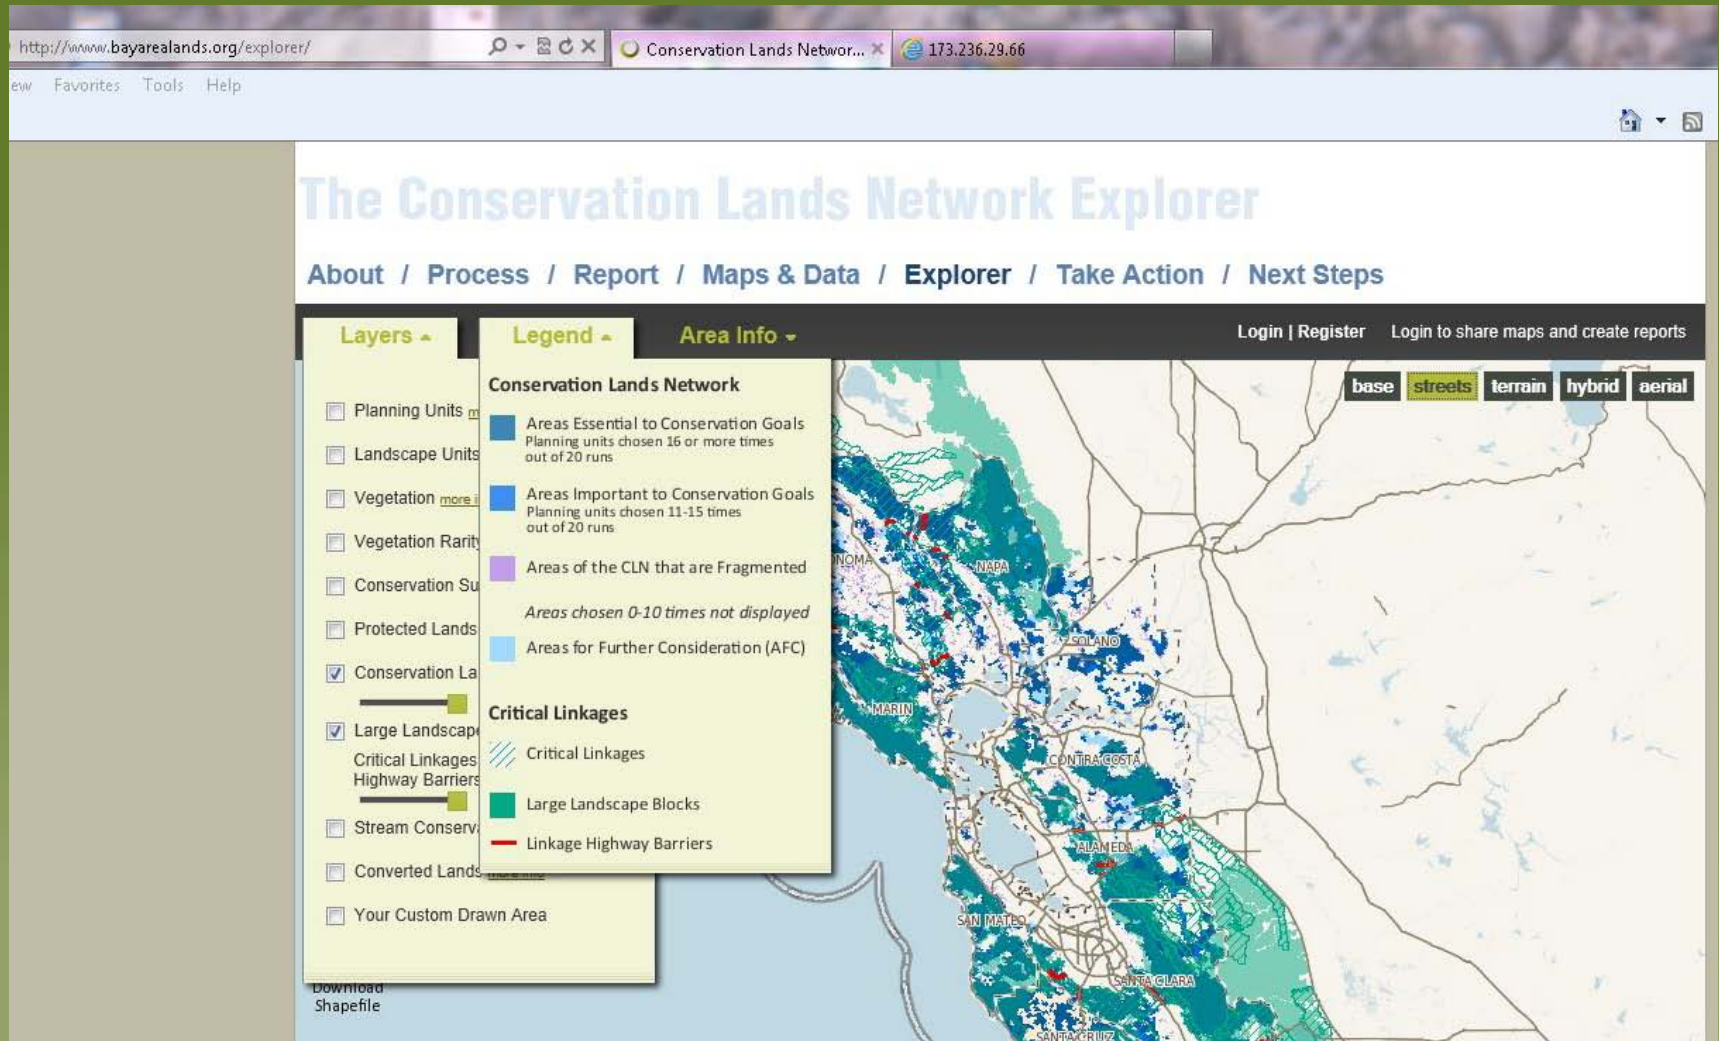 http://www.bayarealands.org/explorer/
Conservation Lands Networ...
173.236.29.66
ew Favorites Tools Help
The Conservation Lands Network Explorer
About / Process / Report / Maps & Data / Explorer / Take Action / Next Steps
Layers
Legend
Area Info
Login | Register
Login to share maps and create reports
base streets terrain hybrid aerial
Planning Units m
Landscape Units
Vegetation more i
Vegetation Rarity
Conservation Su
Protected Lands
Conservation La
Large Landscape
Critical Linkages
Highway Barriers
Stream Conserva
Converted Lands more info
Your Custom Drawn Area
Download
Shapefile
Conservation Lands Network
Areas Essential to Conservation Goals
Planning units chosen 16 or more times
out of 20 runs
Areas Important to Conservation Goals
Planning units chosen 11-15 times
out of 20 runs
Areas of the CLN that are Fragmented
Areas chosen 0-10 times not displayed
Areas for Further Consideration (AFC)
Critical Linkages
Critical Linkages
Large Landscape Blocks
Linkage Highway Barriers
NOMA
NAPA
SOLANO
MARIN
CONTRA COSTA
ALAMEDA
SAN MATEO
SANTA CLARA
SANTA CRUZ